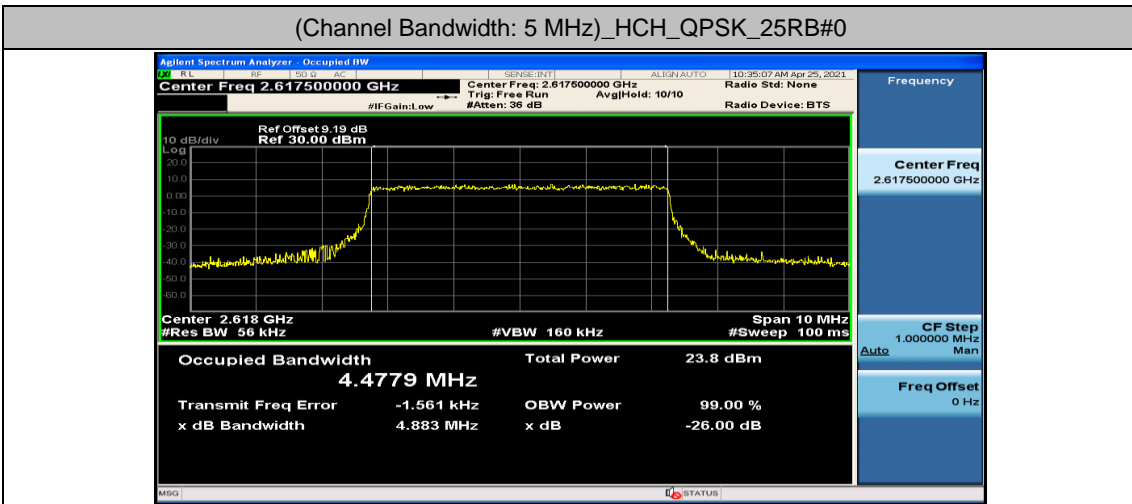 (Channel Bandwidth: 5 MHz)_HCH_QPSK_25RB#0
Agilent Spectrum Analyzer - Occupied BW
LXI RL RF 50 Ω AC SENSE:INT ALIGN AUTO 10:35:07 AM Apr 25, 2021
Center Freq 2.617500000 GHz
Center Freq: 2.617500000 GHz
Radio Std: None
Trig: Free Run Avg|Hold: 10/10
#IFGain:Low #Atten: 36 dB Radio Device: BTS
Frequency
Ref Offset 9.19 dB
10 dB/div Ref 30.00 dBm
Log
20.0
10.0
0.00
-10.0
-20.0
-30.0
-40.0
-50.0
-60.0
Center 2.618 GHz Span 10 MHz
#Res BW 56 kHz #VBW 160 kHz #Sweep 100 ms
Center Freq
2.617500000 GHz
CF Step
1.000000 MHz
Auto Man
Freq Offset
0 Hz
Occupied Bandwidth Total Power 23.8 dBm
4.4779 MHz
Transmit Freq Error -1.561 kHz OBW Power 99.00 %
x dB Bandwidth 4.883 MHz x dB -26.00 dB
MSG STATUS